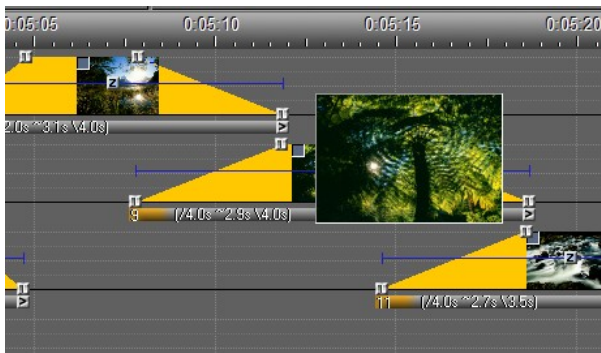 0:05:05 0:05:10 0:05:15 0:05:20
Z
2.0s ~3.1s \4.0s)
>
9 (/4.0s ~2.9s \4.0s)
>
Z
>
11 (/4.0s ~2.7s \3.5s)